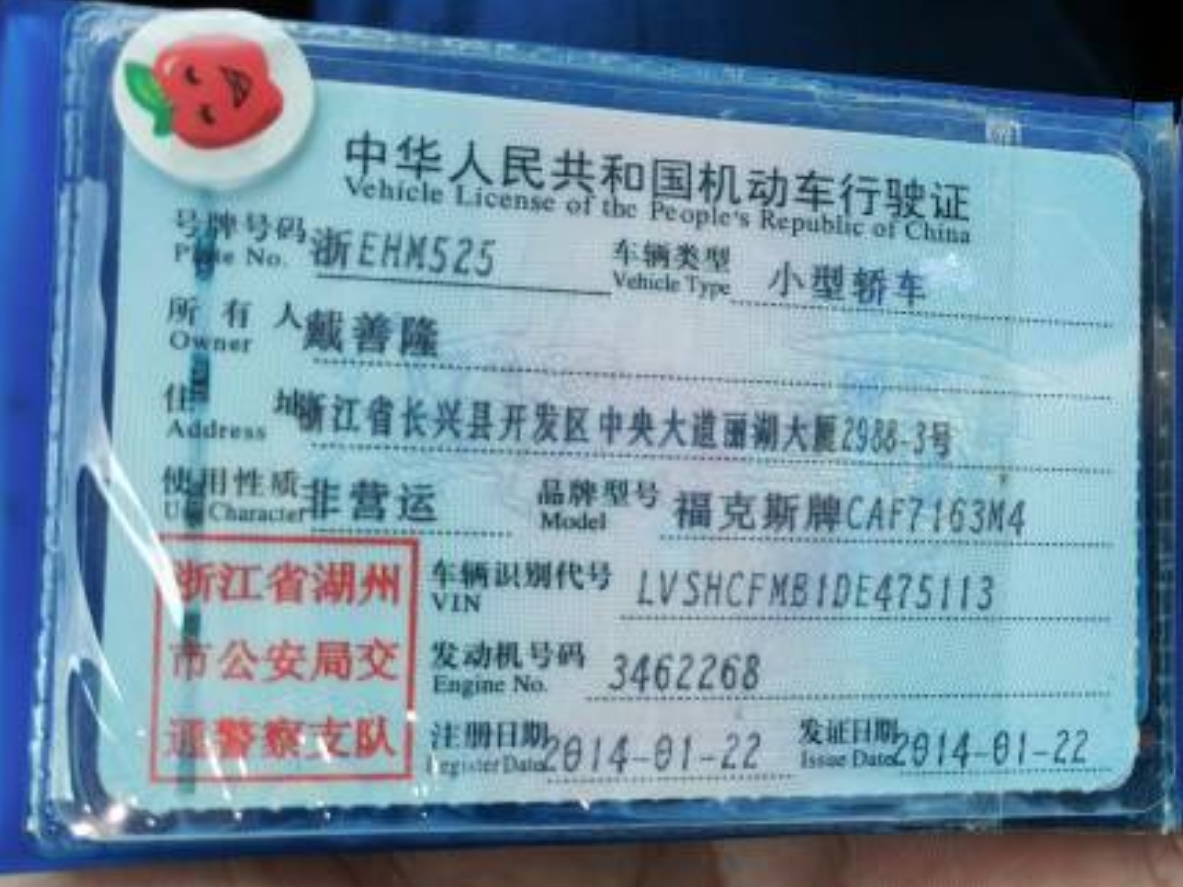 中华人民共和国机动车行驶证
Vehicle License of the People's Republic of China
号牌号码 浙EHM525 车辆类型 小型轿车
Plate No. Vehicle Type
所有人 戴善隆
Owner
住址 浙江省长兴县开发区中央大道丽湖大厦2988-3号
Address
使用性质 非营运 品牌型号 福克斯牌CAF7163M4
Use Character Model
浙江省湖州
市公安局交
通警察支队
车辆识别代号 LVSHCFMB1DE475113
VIN
发动机号码 3462268
Engine No.
注册日期 2014-01-22 发证日期 2014-01-22
Register Date Issue Date